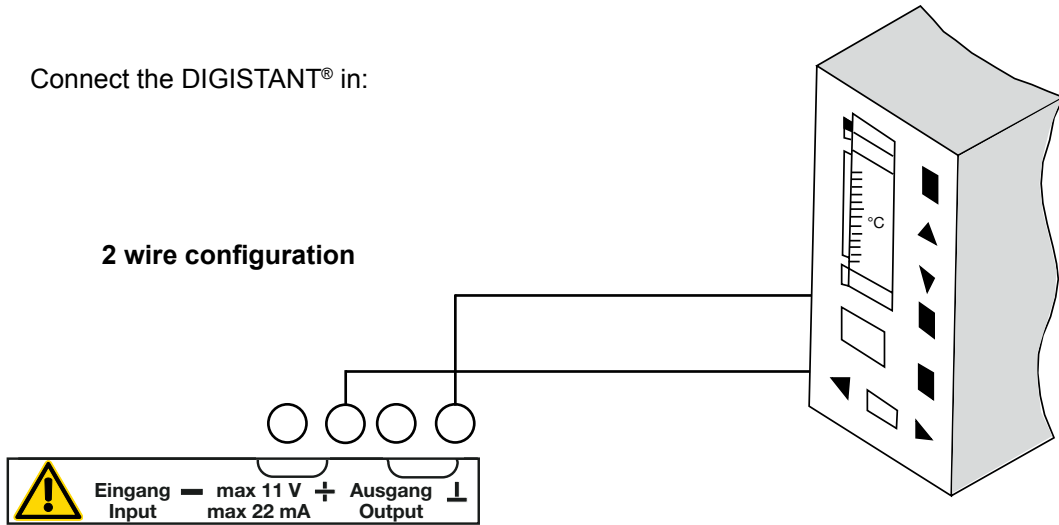 Connect the DIGISTANT® in:
2 wire configuration
°C
Eingang − max 11 V + Ausgang ⊥
Input max 22 mA Output